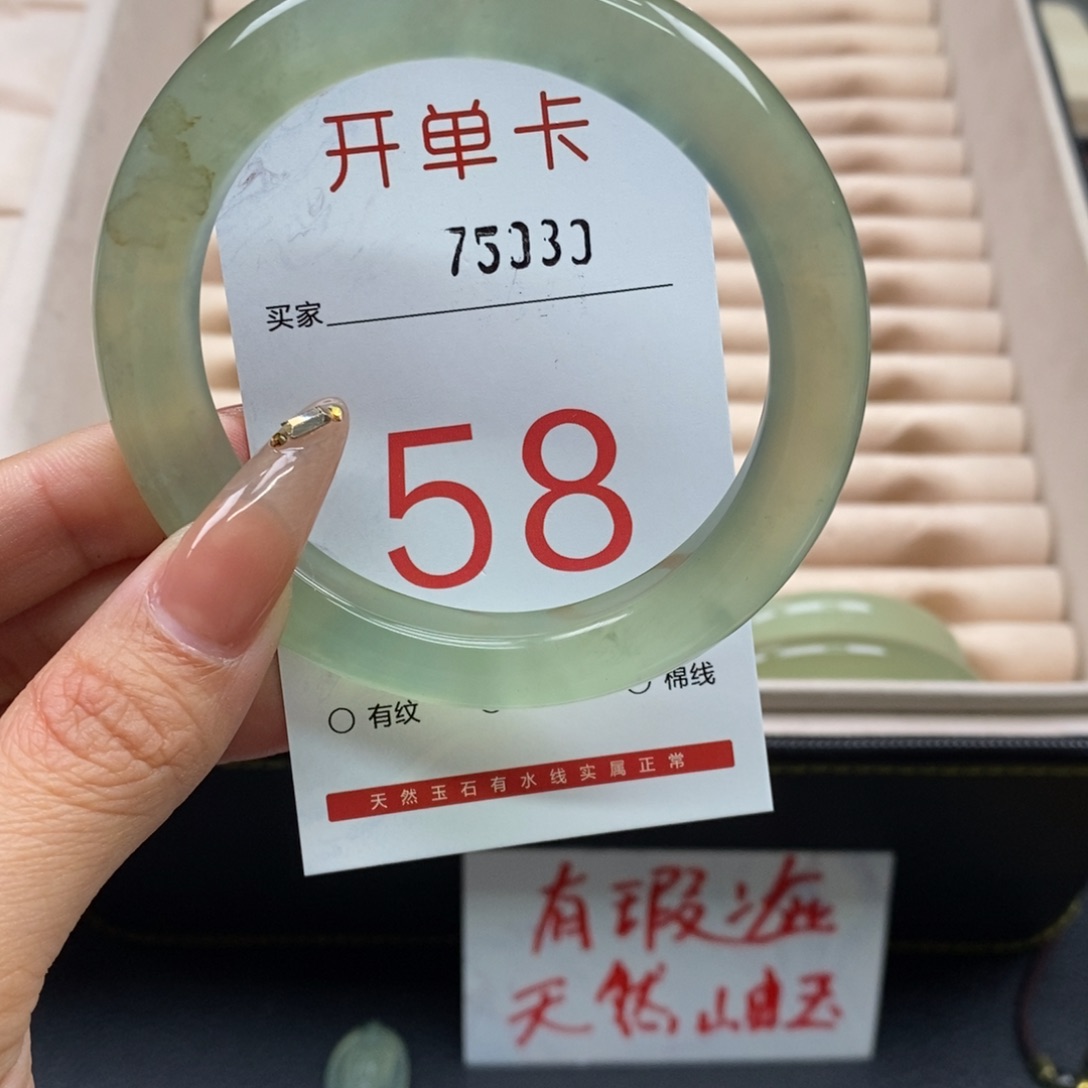 开单卡
75030
买家
58
有纹
棉线
天然玉石有水线实属正常
有瑕疵
天然岫玉